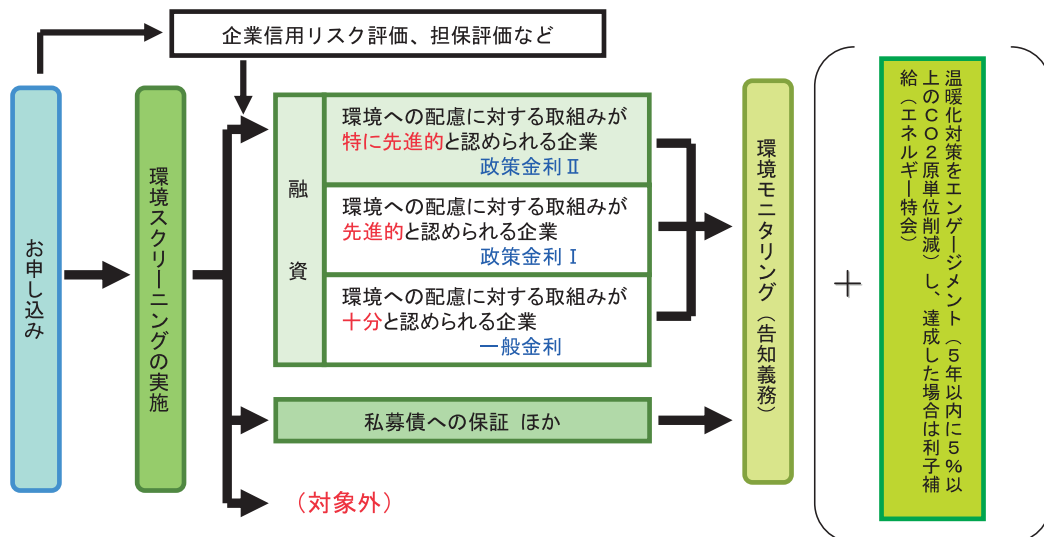 企業信用リスク評価、担保評価など
お申し込み
環境スクリーニングの実施
融資
環境への配慮に対する取組みが
特に先進的と認められる企業
政策金利Ⅱ
環境への配慮に対する取組みが
先進的と認められる企業
政策金利Ⅰ
環境への配慮に対する取組みが
十分と認められる企業
一般金利
私募債への保証 ほか
（対象外）
環境モニタリング（告知義務）
＋
温暖化対策をエンゲージメント（５年以内に５％以
上のＣＯ２原単位削減）し、達成した場合は利子補
給（エネルギー特会）